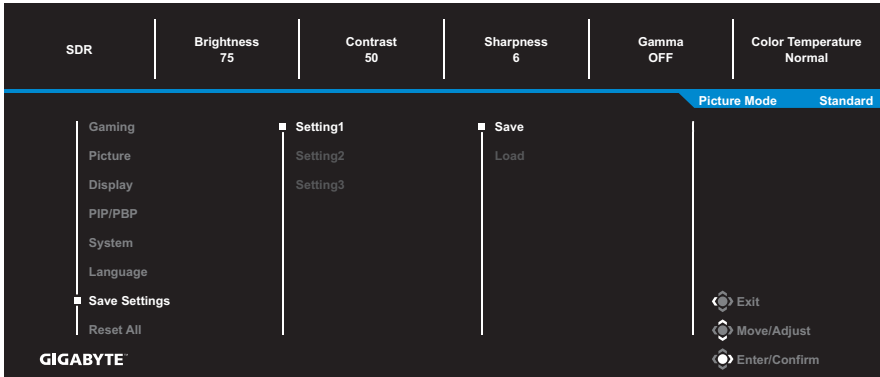 SDR
Brightness
75
Contrast
50
Sharpness
6
Gamma
OFF
Color Temperature
Normal
Picture Mode Standard
Gaming
Picture
Display
PIP/PBP
System
Language
Save Settings
Reset All
Setting1
Setting2
Setting3
Save
Load
Exit
Move/Adjust
Enter/Confirm
GIGABYTE™